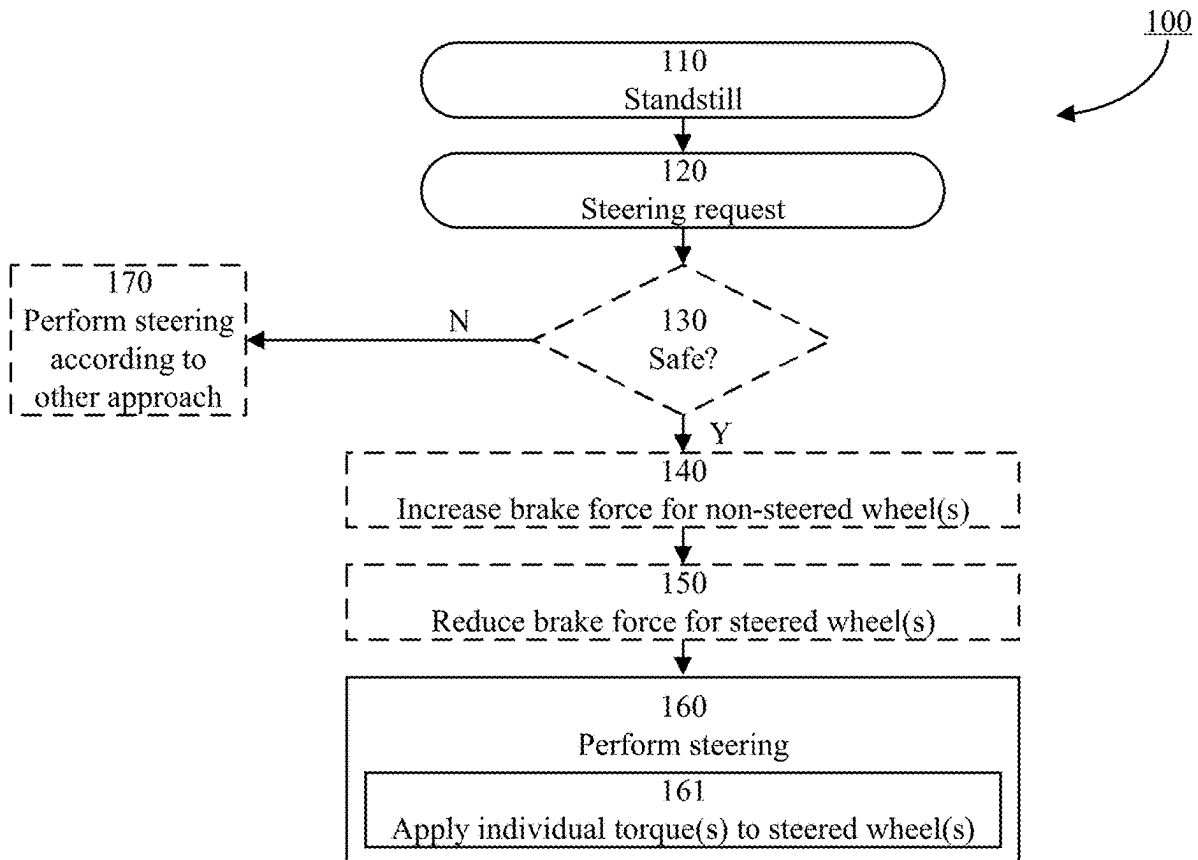 100
110
Standstill
120
Steering request
130
Safe?
N
170
Perform steering
according to
other approach
Y
140
Increase brake force for non-steered wheel(s)
150
Reduce brake force for steered wheel(s)
160
Perform steering
161
Apply individual torque(s) to steered wheel(s)